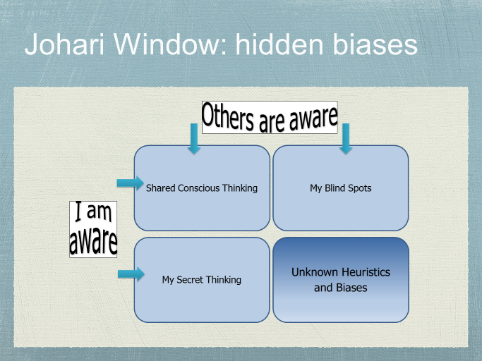 Johari Window: hidden biases
Others are aware
Shared Conscious Thinking
My Blind Spots
I am
aware
My Secret Thinking
Unknown Heuristics
and Biases